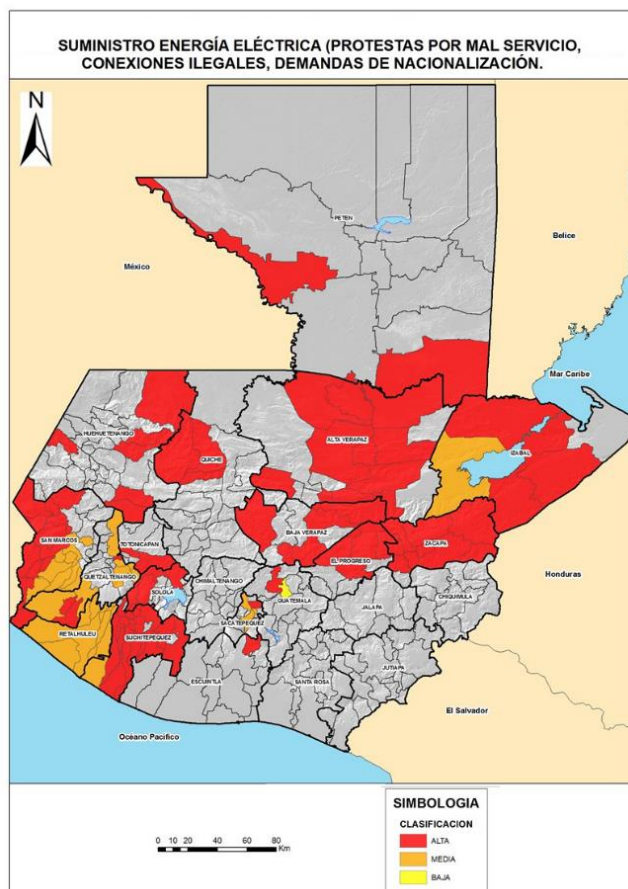 SUMINISTRO ENERGÍA ELÉCTRICA (PROTESTAS POR MAL SERVICIO,
CONEXIONES ILEGALES, DEMANDAS DE NACIONALIZACIÓN.
N
PETEN
Belice
México
Mar Caribe
HUEHUETENANGO
QUICHE
ALTA VERAPAZ
IZABAL
SAN MARCOS
TOTONICAPAN
BAJA VERAPAZ
ZACAPA
EL PROGRESO
QUETZALTENANGO
SOLOLA
CHIMALTENANGO
GUATEMALA
Honduras
JALAPA
CHIQUIMULA
RETALHULEU
SUCHITEPEQUEZ
SACATEPEQUEZ
JUTIAPA
ESCUINTLA
SANTA ROSA
El Salvador
Océano Pacifico
SIMBOLOGIA
CLASIFICACION
ALTA
MEDIA
BAJA
0 5 10 20 30 40 60 80
Km